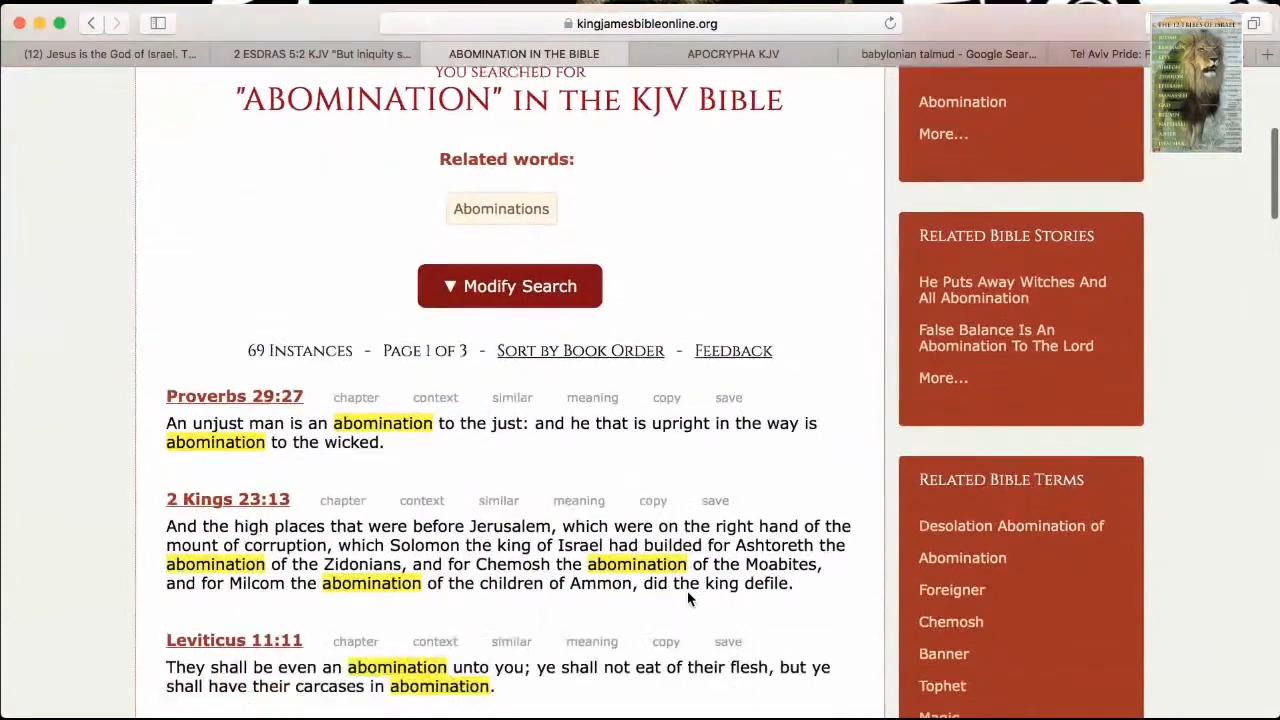 kingjamesbibleonline.org
(12) Jesus is the God of Israel. T...
2 ESDRAS 5:2 KJV "But iniquity s...
ABOMINATION IN THE BIBLE
APOCRYPHA KJV
babylonian talmud - Google Sear...
Tel Aviv Pride: F
THE 12 TRIBES OF ISRAEL
YOU SEARCHED FOR
"ABOMINATION" IN THE KJV BIBLE
Related words:
Abominations
▼ Modify Search
69 INSTANCES - PAGE 1 OF 3 - SORT BY BOOK ORDER - FEEDBACK
Proverbs 29:27 chapter context similar meaning copy save
An unjust man is an abomination to the just: and he that is upright in the way is
abomination to the wicked.
2 Kings 23:13 chapter context similar meaning copy save
And the high places that were before Jerusalem, which were on the right hand of the
mount of corruption, which Solomon the king of Israel had builded for Ashtoreth the
abomination of the Zidonians, and for Chemosh the abomination of the Moabites,
and for Milcom the abomination of the children of Ammon, did the king defile.
Leviticus 11:11 chapter context similar meaning copy save
They shall be even an abomination unto you; ye shall not eat of their flesh, but ye
shall have their carcases in abomination.
Abomination
More...
RELATED BIBLE STORIES
He Puts Away Witches And
All Abomination
False Balance Is An
Abomination To The Lord
More...
RELATED BIBLE TERMS
Desolation Abomination of
Abomination
Foreigner
Chemosh
Banner
Tophet
Magic